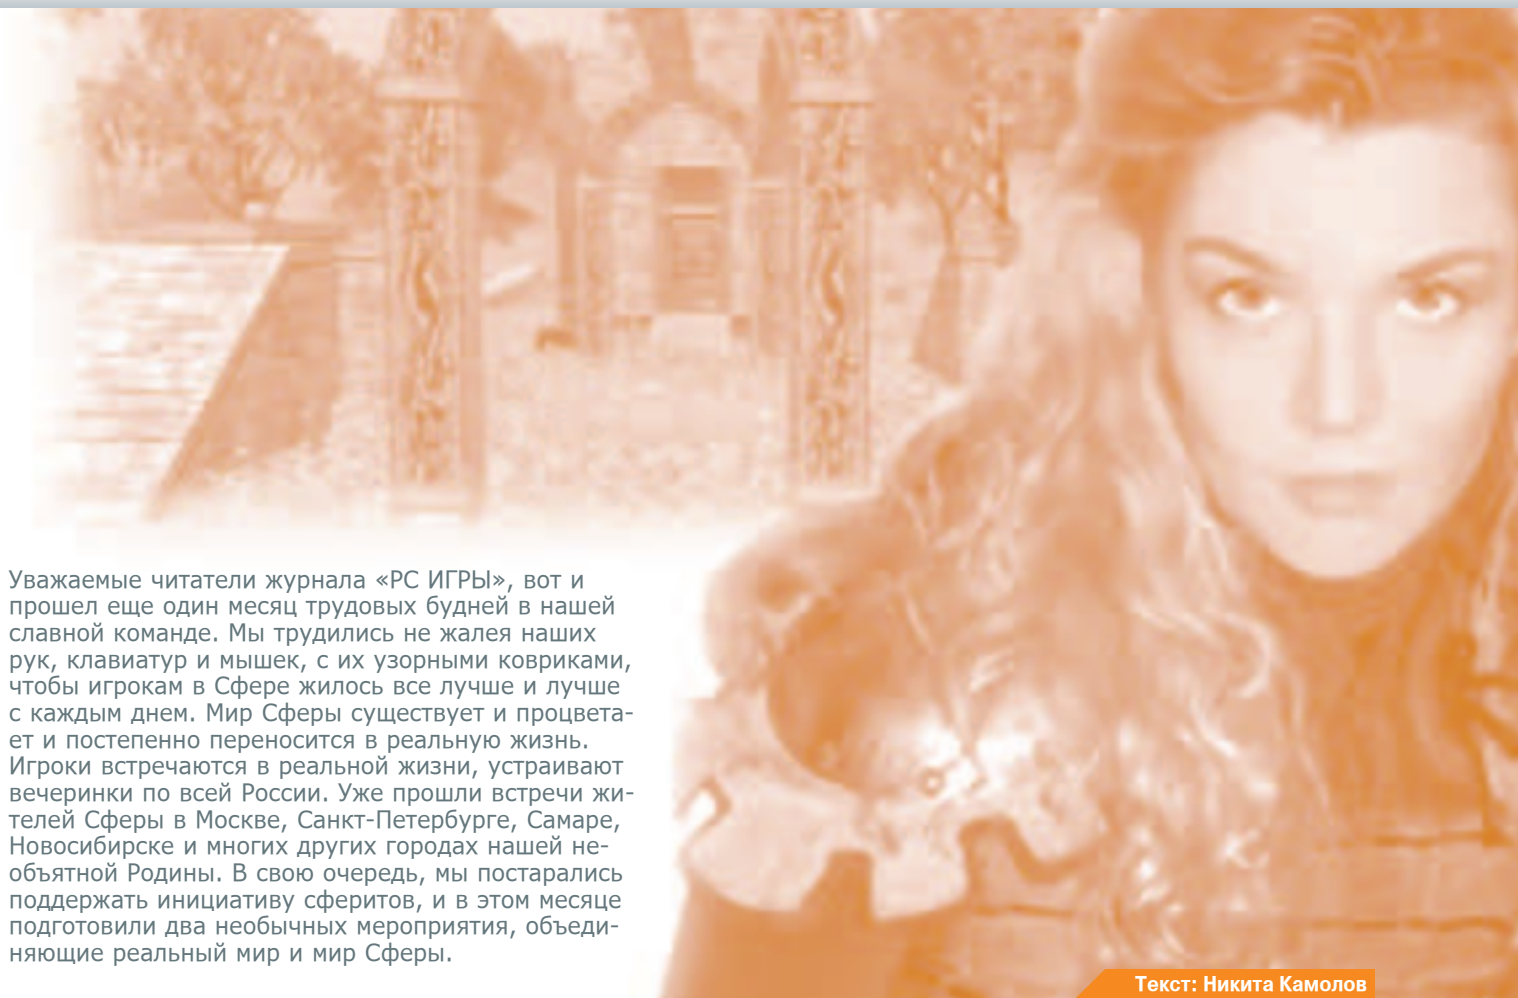 Уважаемые читатели журнала «РС ИГРЫ», вот и
прошел еще один месяц трудовых будней в нашей
славной команде. Мы трудились не жалея наших
рук, клавиатур и мышек, с их узорными ковриками,
чтобы игрокам в Сфере жилось все лучше и лучше
с каждым днем. Мир Сферы существует и процвета-
ет и постепенно переносится в реальную жизнь.
Игроки встречаются в реальной жизни, устраивают
вечеринки по всей России. Уже прошли встречи жи-
телей Сферы в Москве, Санкт-Петербурге, Самаре,
Новосибирске и многих других городах нашей не-
объятной Родины. В свою очередь, мы постарались
поддержать инициативу сферитов, и в этом месяце
подготовили два необычных мероприятия, объеди-
няющие реальный мир и мир Сферы.
Текст: Никита Камолов